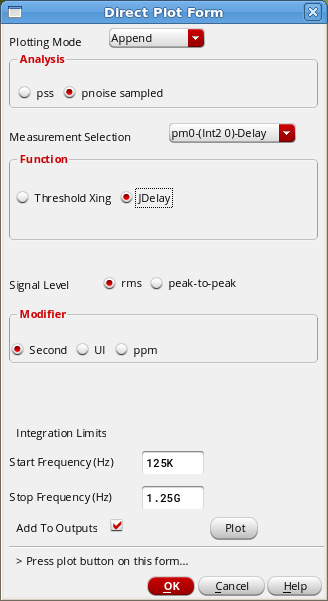 Direct Plot Form
Plotting Mode Append
Analysis
pss pnoise sampled
Measurement Selection pm0-(Int2 0)-Delay
Function
Threshold Xing JDelay
Signal Level rms peak-to-peak
Modifier
Second UI ppm
Integration Limits
Start Frequency (Hz) 125K
Stop Frequency (Hz) 1.25G
Add To Outputs Plot
> Press plot button on this form...
OK Cancel Help